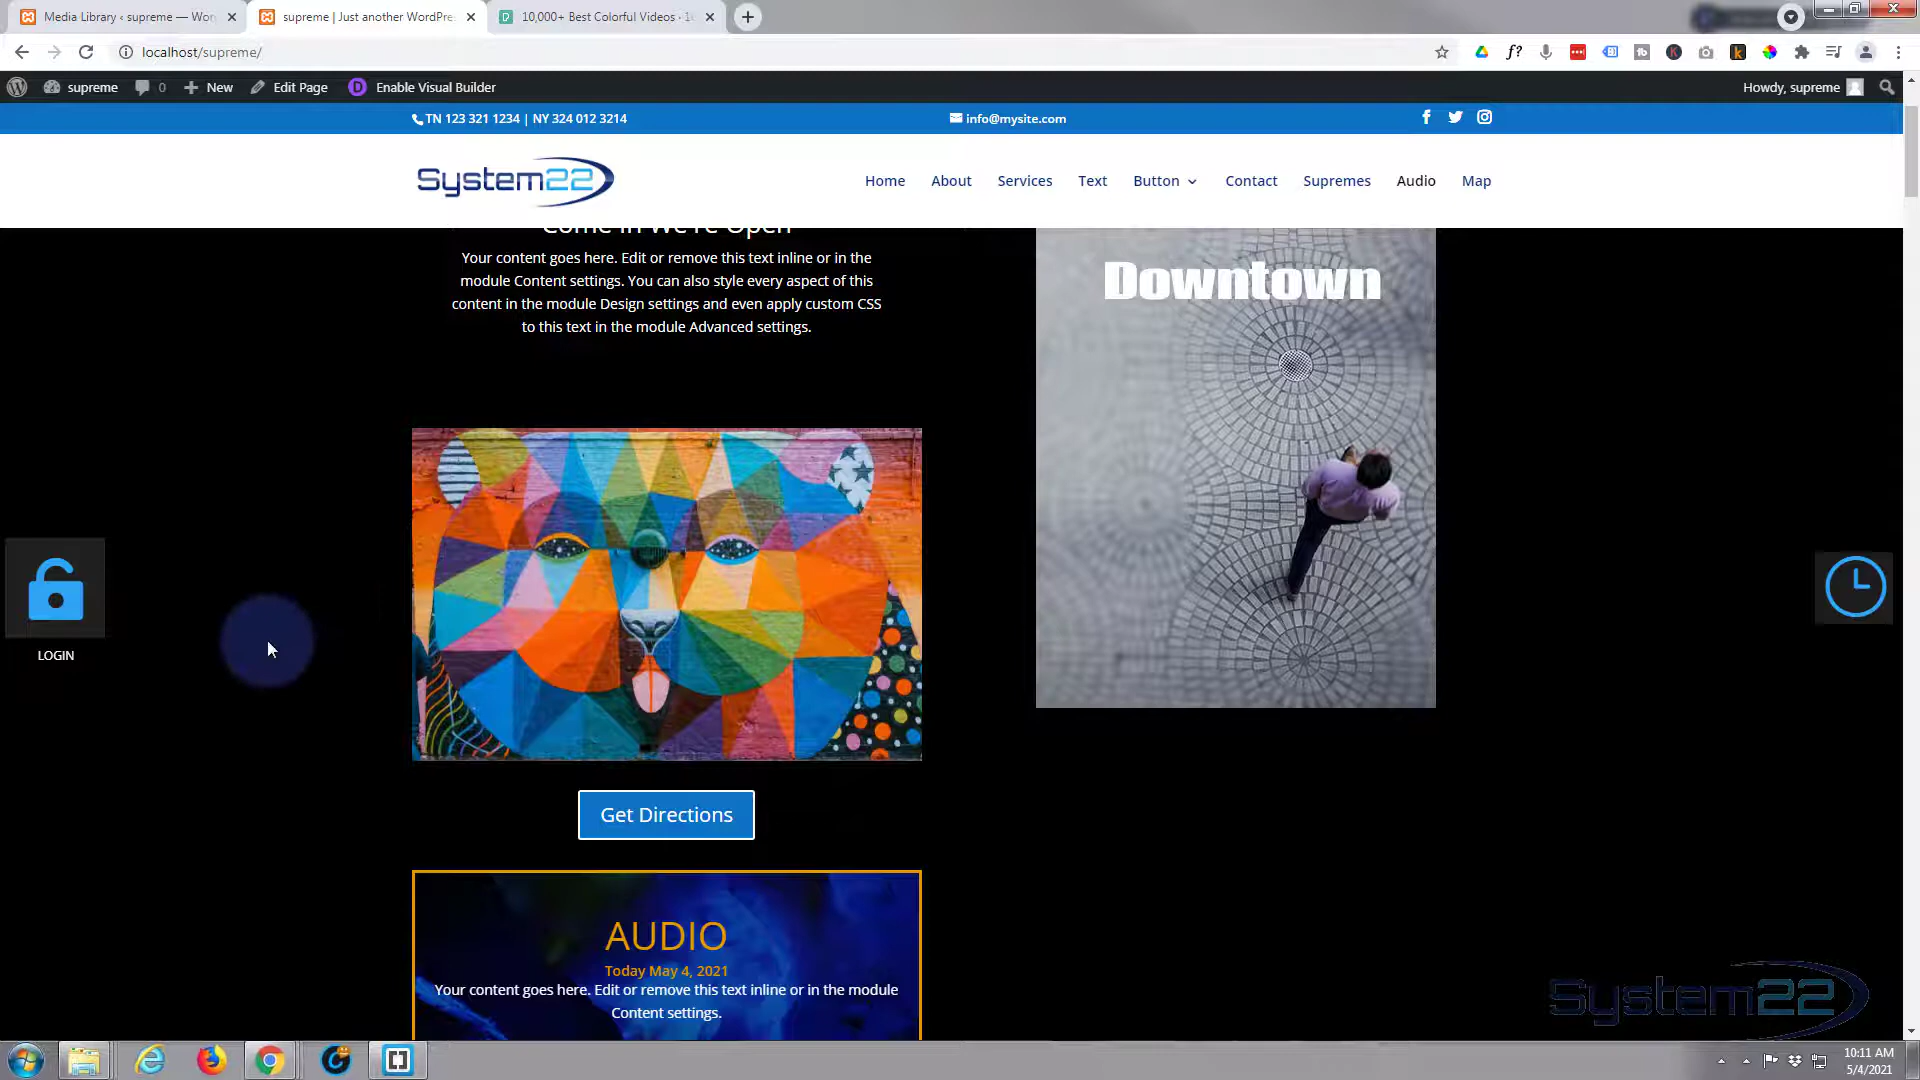 Media Library ‹ supreme — Wor
supreme | Just another WordPre
10,000+ Best Colorful Videos · 1
localhost/supreme/
supreme
0
New
Edit Page
Enable Visual Builder
Howdy, supreme
TN 123 321 1234 | NY 324 012 3214
info@mysite.com
System22
Home
About
Services
Text
Button
Contact
Supremes
Audio
Map
Come In We're Open
Your content goes here. Edit or remove this text inline or in the
module Content settings. You can also style every aspect of this
content in the module Design settings and even apply custom CSS
to this text in the module Advanced settings.
Downtown
LOGIN
Get Directions
AUDIO
Today May 4, 2021
Your content goes here. Edit or remove this text inline or in the module
Content settings.
System22
10:11 AM
5/4/2021